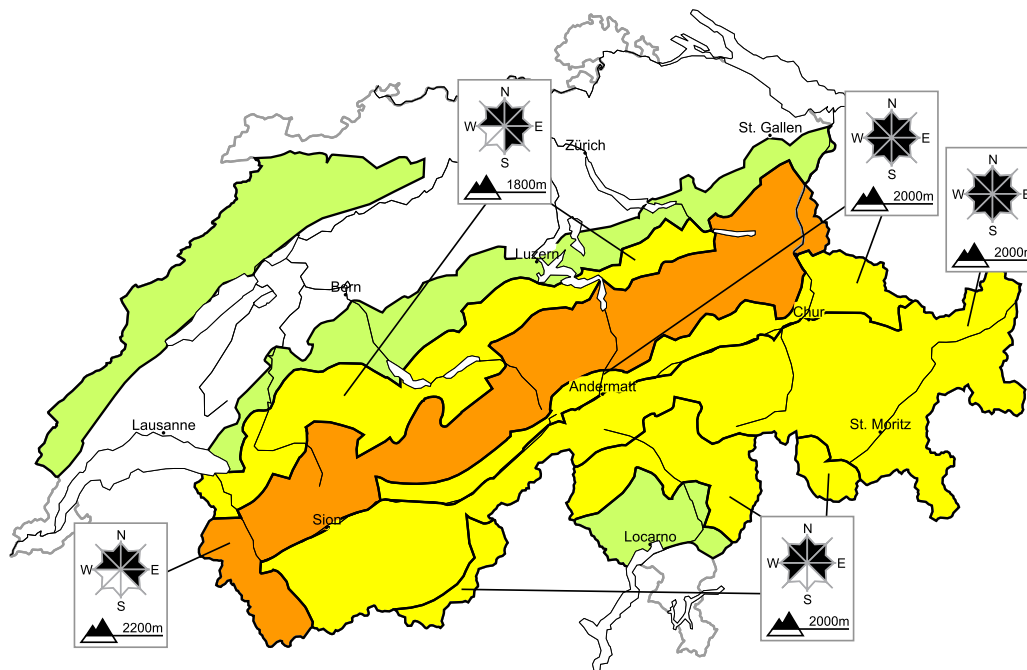 N
W E
S
1800m
N
W E
S
2000m
N
W E
S
2000m
St. Gallen
Zürich
Luzern
Bern
Chur
Andermatt
Lausanne
St. Moritz
Sion
Locarno
N
W E
S
2200m
N
W E
S
2000m